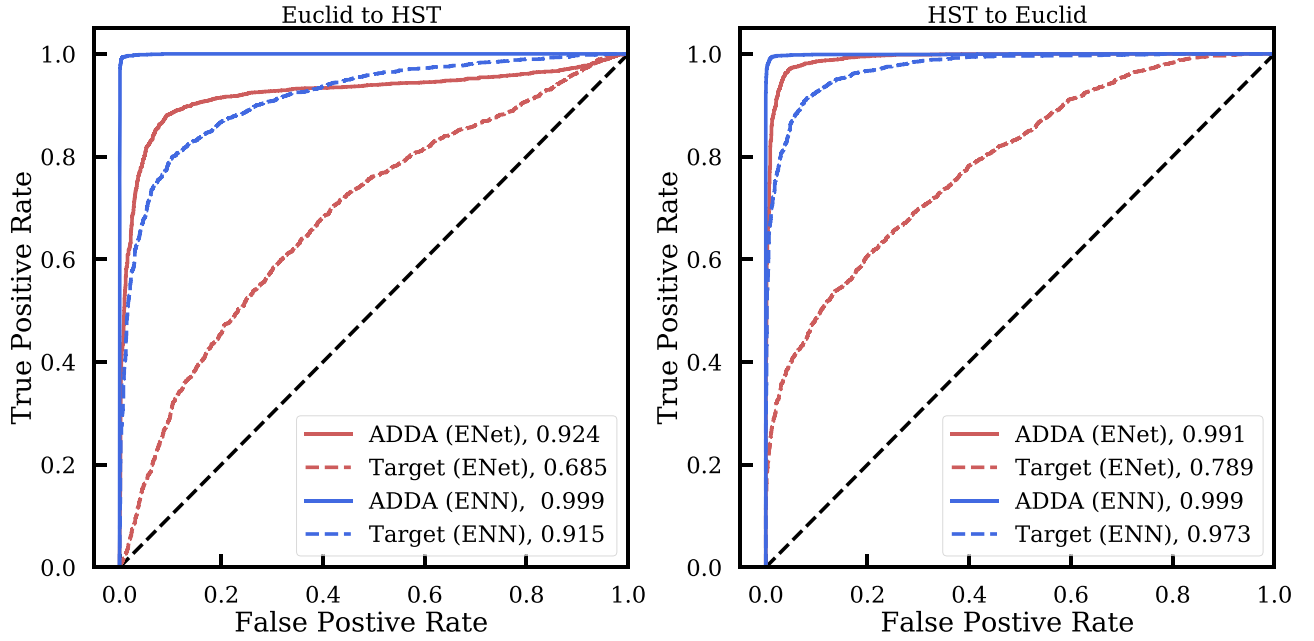 Euclid to HST
True Positive Rate
1.0
0.8
0.6
0.4
0.2
0.0
ADDA (ENet), 0.924
Target (ENet), 0.685
ADDA (ENN),  0.999
Target (ENN), 0.915
0.0 0.2 0.4 0.6 0.8 1.0
False Postive Rate
HST to Euclid
True Positive Rate
1.0
0.8
0.6
0.4
0.2
0.0
ADDA (ENet), 0.991
Target (ENet), 0.789
ADDA (ENN), 0.999
Target (ENN), 0.973
0.0 0.2 0.4 0.6 0.8 1.0
False Postive Rate